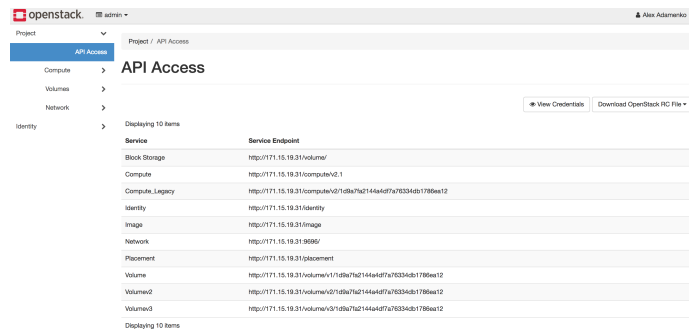 openstack. admin
Alex Adamenko
Project
API Access
Compute
Volumes
Network
Identity
Project / API Access
API Access
View Credentials
Download OpenStack RC File
Displaying 10 items
Service Service Endpoint
Block Storage http://171.15.19.31/volume/
Compute http://171.15.19.31/compute/v2.1
Compute_Legacy http://171.15.19.31/compute/v2/1d9a7fa2144a4df7a76334db1786ea12
Identity http://171.15.19.31/identity
Image http://171.15.19.31/image
Network http://171.15.19.31:9696/
Placement http://171.15.19.31/placement
Volume http://171.15.19.31/volume/v1/1d9a7fa2144a4df7a76334db1786ea12
Volumev2 http://171.15.19.31/volume/v2/1d9a7fa2144a4df7a76334db1786ea12
Volumev3 http://171.15.19.31/volume/v3/1d9a7fa2144a4df7a76334db1786ea12
Displaying 10 items